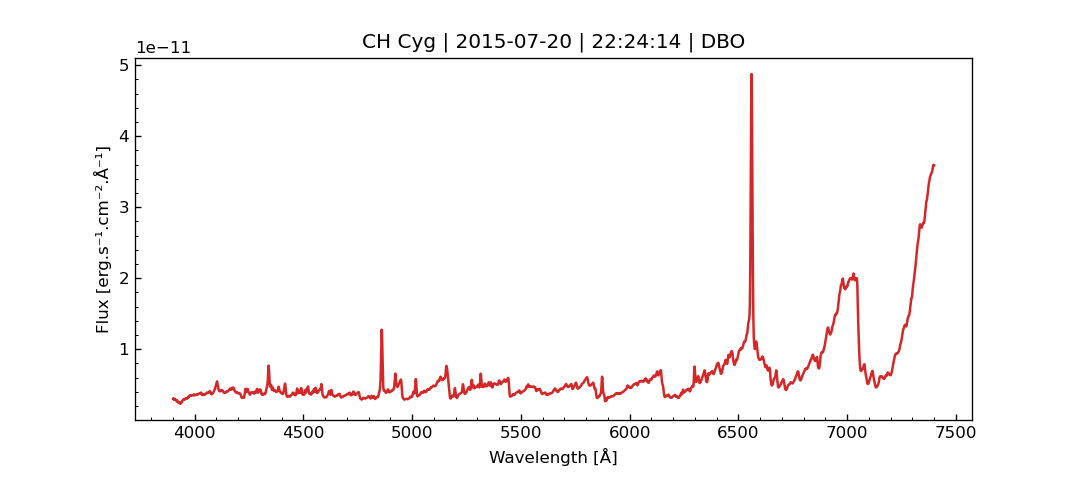 CH Cyg | 2015-07-20 | 22:24:14 | DBO
1e−11
5
4
3
2
1
Flux [erg.s⁻¹.cm⁻².Å⁻¹]
4000 4500 5000 5500 6000 6500 7000 7500
Wavelength [Å]